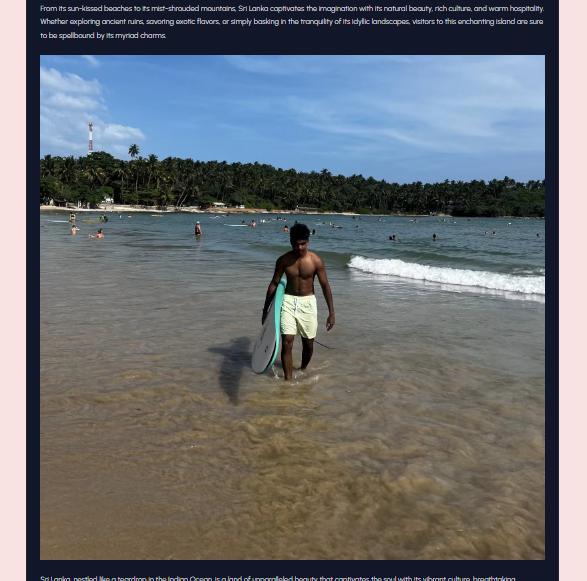 From its sun-kissed beaches to its mist-shrouded mountains, Sri Lanka captivates the imagination with its natural beauty, rich culture, and warm hospitality.
Whether exploring ancient ruins, savoring exotic flavors, or simply basking in the tranquility of its idyllic landscapes, visitors to this enchanting island are sure
to be spellbound by its myriad charms.
Sri Lanka, nestled like a teardrop in the Indian Ocean, is a land of unparalleled beauty that captivates the soul with its vibrant culture, breathtaking